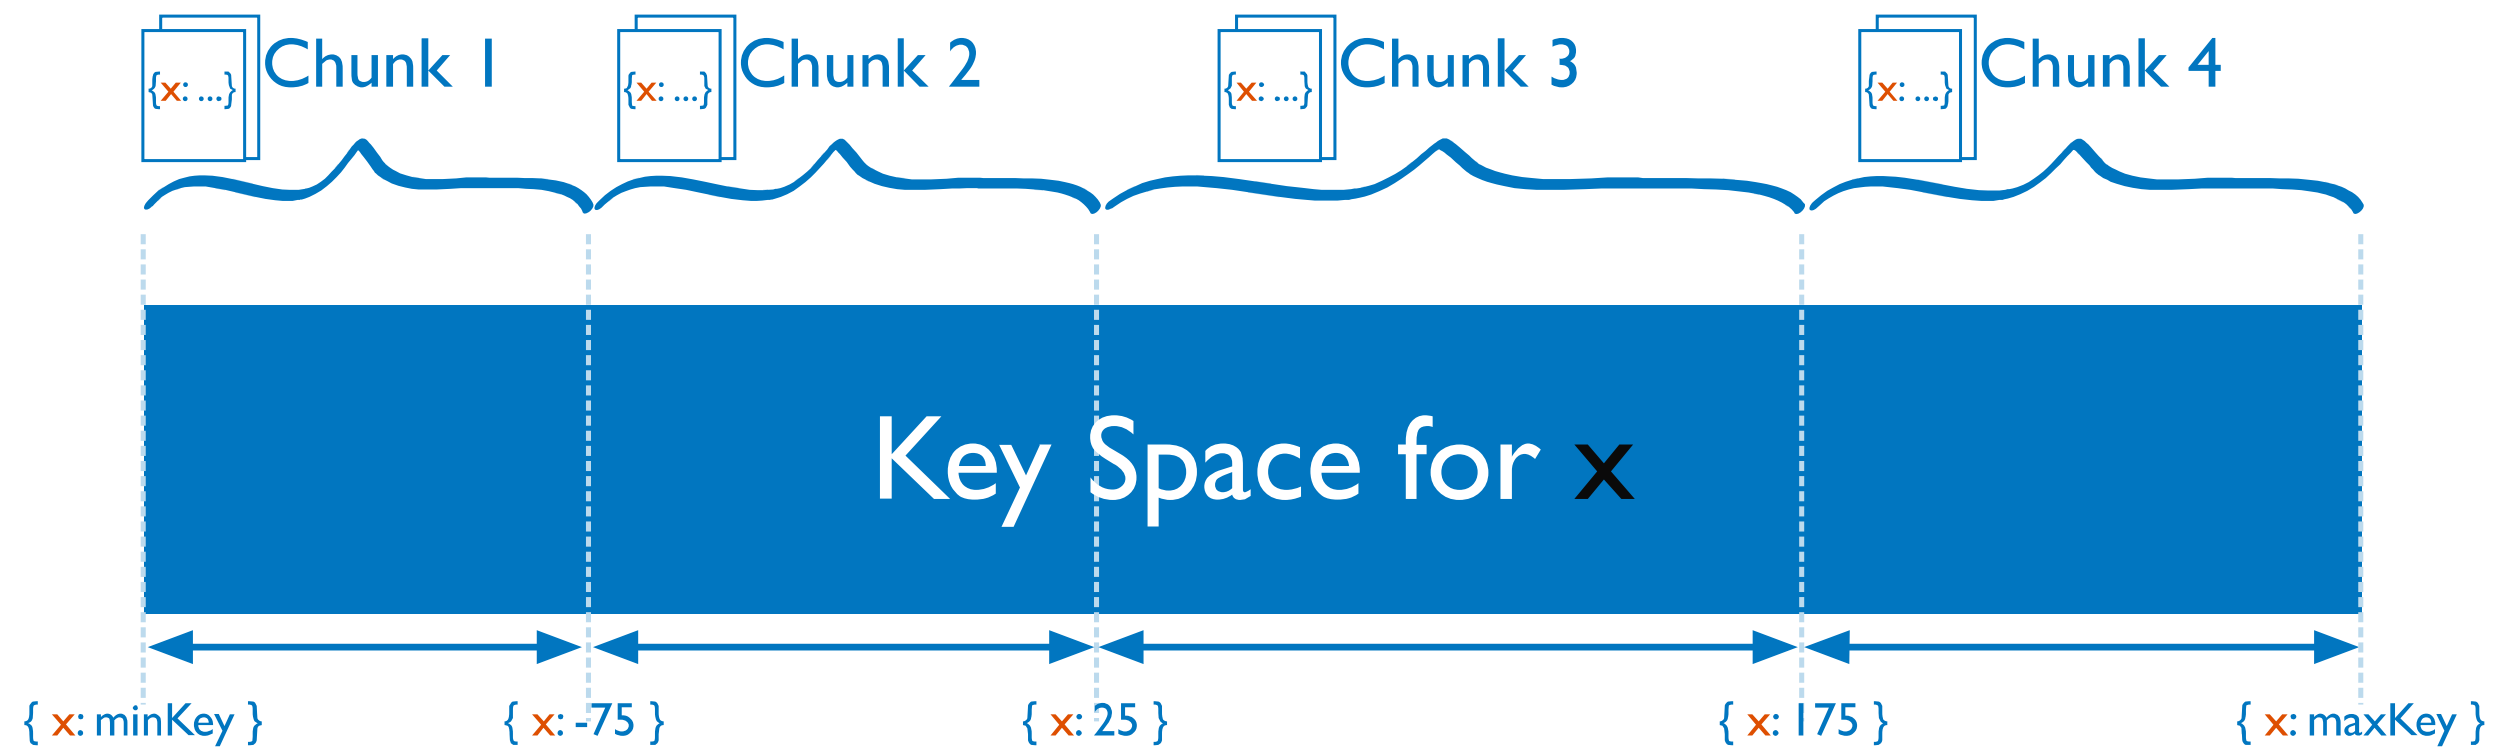 Chunk 1
{x: ...}
Chunk 2
{x: ...}
Chunk 3
{x: ....}
Chunk 4
{x: ...}
Key Space for x
{ x: minKey }
{ x: -75 }
{ x: 25 }
{ x: 175 }
{ x: maxKey }